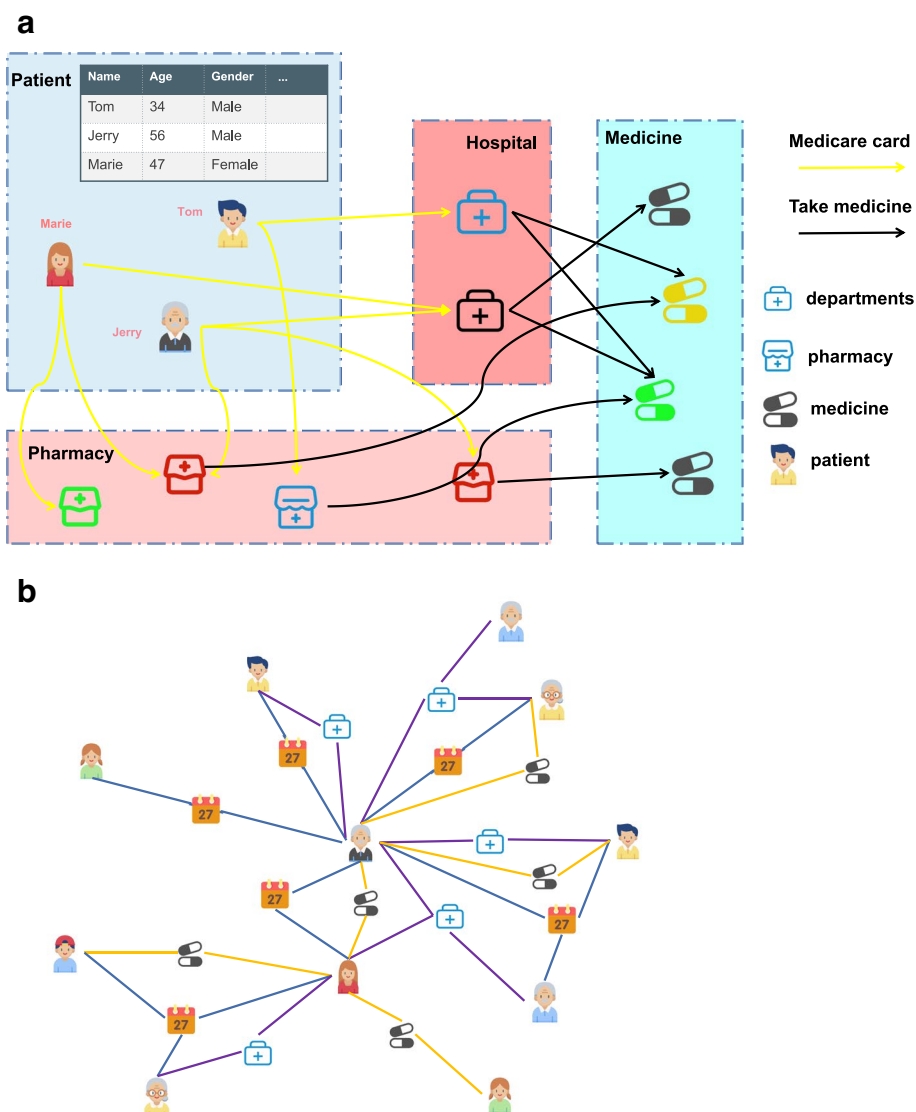 a
Patient
Name Age Gender ...
Tom 34 Male
Jerry 56 Male
Marie 47 Female
Marie
Tom
Jerry
Hospital
Medicine
Pharmacy
Medicare card
Take medicine
departments
pharmacy
medicine
patient
b
27
27
27
27
27
27